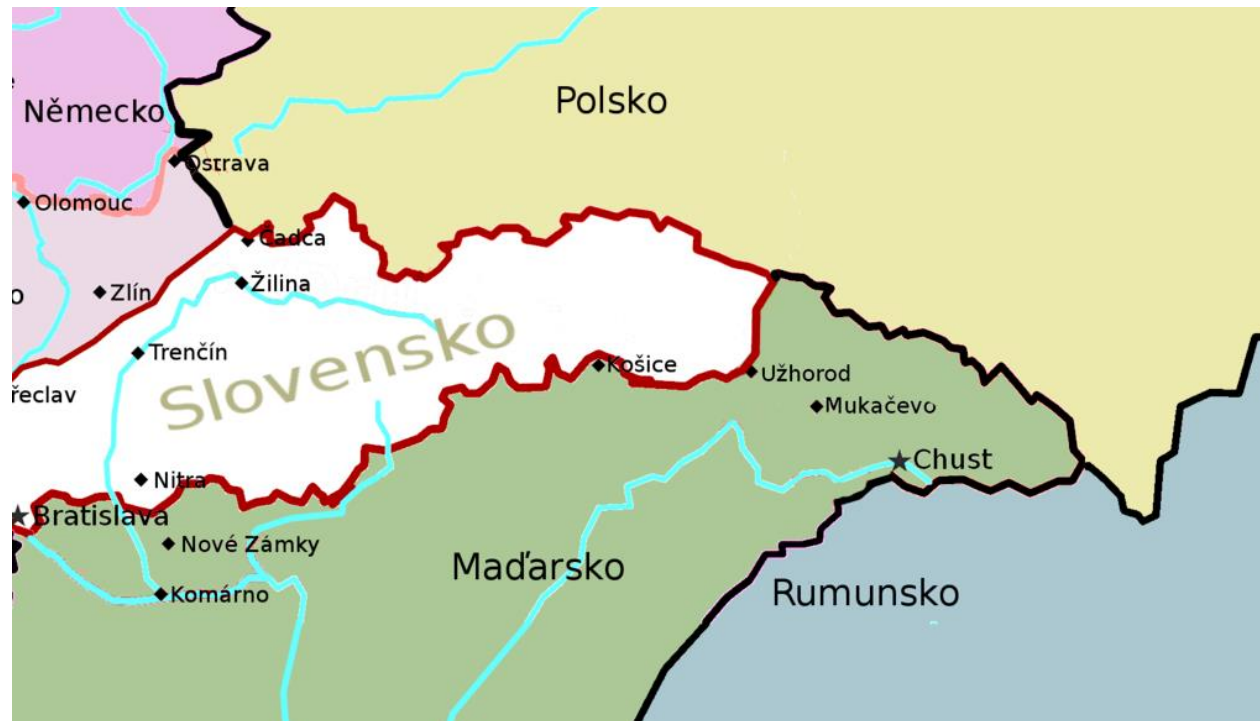 Polsko
Německo
Ostrava
Olomouc
Čadca
Zlín
Žilina
Slovensko
Trenčín
Košice
Užhorod
řeclav
Mukačevo
Chust
Nitra
Bratislava
Nové Zámky
Maďarsko
Komárno
Rumunsko